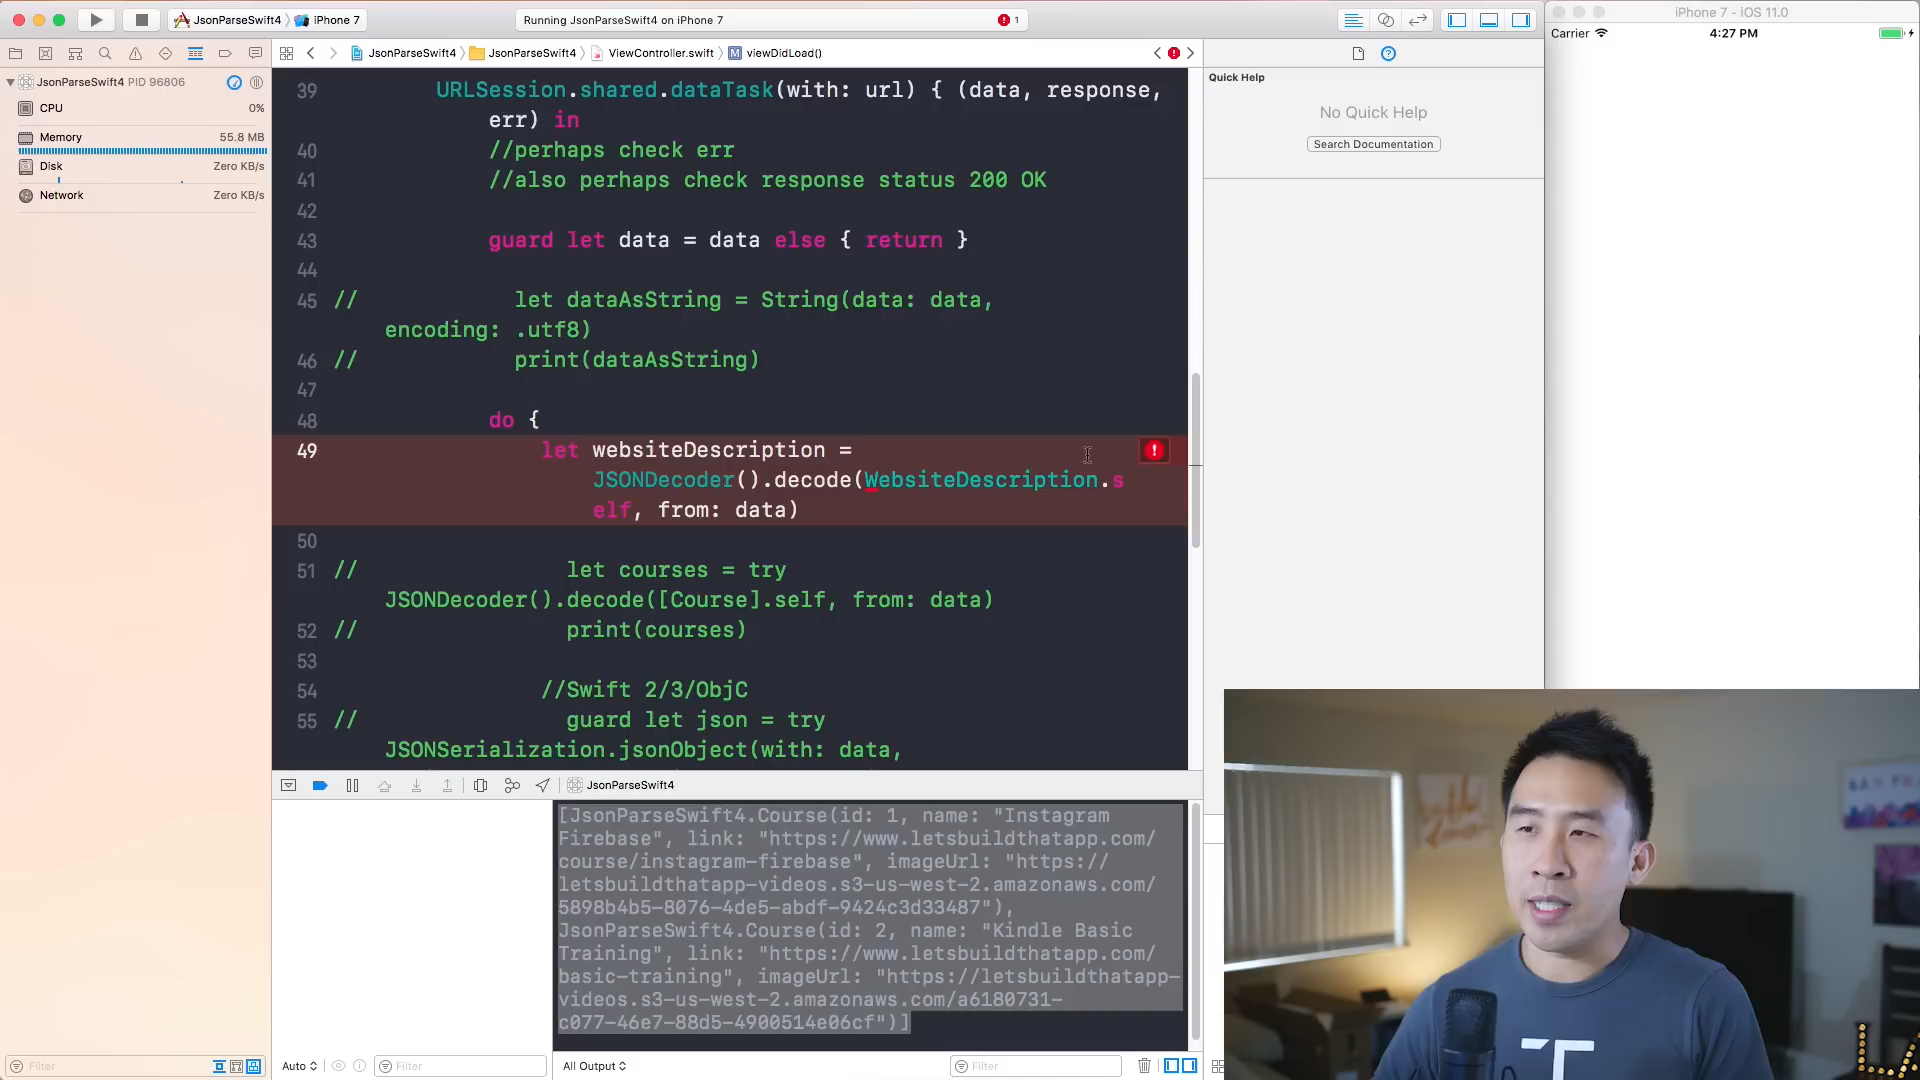 JsonParseSwift4 iPhone 7
Running JsonParseSwift4 on iPhone 7
1
iPhone 7 - iOS 11.0
Carrier
4:27 PM
JsonParseSwift4
JsonParseSwift4
ViewController.swift
M viewDidLoad()
JsonParseSwift4 PID 96806
CPU 0%
Memory 55.8 MB
Disk Zero KB/s
Network Zero KB/s
Quick Help
No Quick Help
Search Documentation
39 URLSession.shared.dataTask(with: url) { (data, response,
err) in
40 //perhaps check err
41 //also perhaps check response status 200 OK
42
43 guard let data = data else { return }
44
45 // let dataAsString = String(data: data,
encoding: .utf8)
46 // print(dataAsString)
47
48 do {
49 let websiteDescription =
JSONDecoder().decode(WebsiteDescription.s
elf, from: data)
50
51 // let courses = try
JSONDecoder().decode([Course].self, from: data)
52 // print(courses)
53
54 //Swift 2/3/ObjC
55 // guard let json = try
JSONSerialization.jsonObject(with: data,
JsonParseSwift4
[JsonParseSwift4.Course(id: 1, name: "Instagram
Firebase", link: "https://www.letsbuildthatapp.com/
course/instagram-firebase", imageUrl: "https://
letsbuildthatapp-videos.s3-us-west-2.amazonaws.com/
5898b4b5-8076-4de5-abdf-9424c3d33487"),
JsonParseSwift4.Course(id: 2, name: "Kindle Basic
Training", link: "https://www.letsbuildthatapp.com/
basic-training", imageUrl: "https://letsbuildthatapp-
videos.s3-us-west-2.amazonaws.com/a6180731-
c077-46e7-88d5-4900514e06cf")]
Filter
Auto
Filter
All Output
Filter